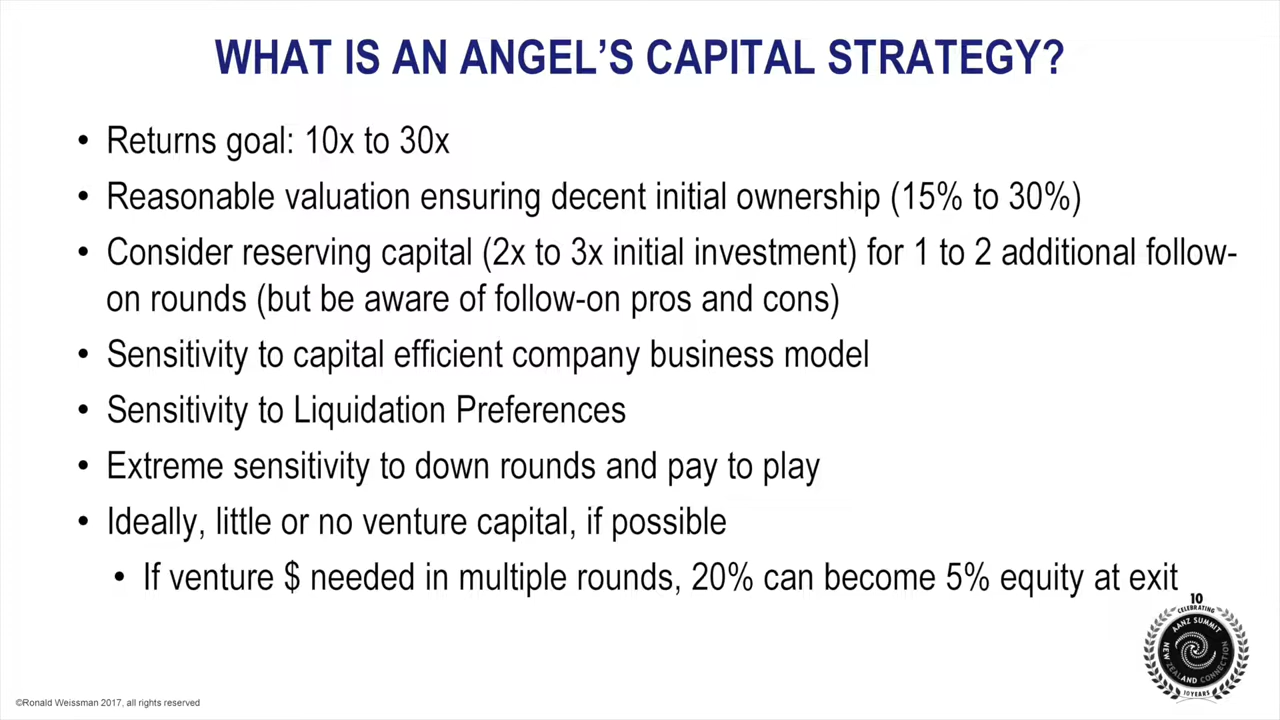 WHAT IS AN ANGEL’S CAPITAL STRATEGY?
• Returns goal: 10x to 30x
• Reasonable valuation ensuring decent initial ownership (15% to 30%)
• Consider reserving capital (2x to 3x initial investment) for 1 to 2 additional follow-
on rounds (but be aware of follow-on pros and cons)
• Sensitivity to capital efficient company business model
• Sensitivity to Liquidation Preferences
• Extreme sensitivity to down rounds and pay to play
• Ideally, little or no venture capital, if possible
• If venture $ needed in multiple rounds, 20% can become 5% equity at exit
10
CELEBRATING
AANZ SUMMIT
NEW ZEALAND CONNECTION
10 YEARS
©Ronald Weissman 2017, all rights reserved